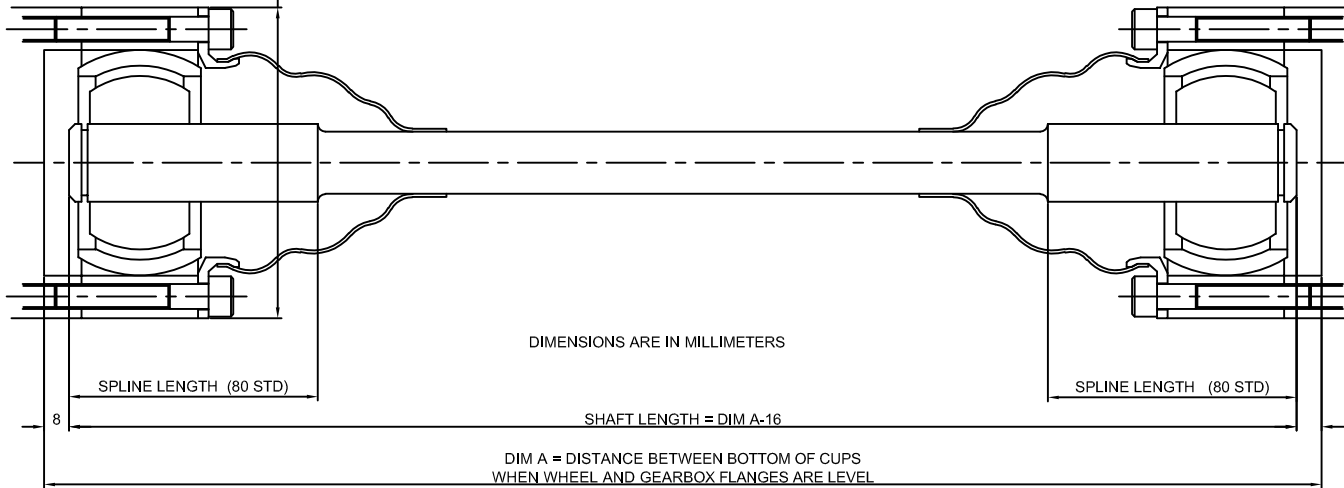 DIMENSIONS ARE IN MILLIMETERS
SPLINE LENGTH (80 STD)
SPLINE LENGTH (80 STD)
8
SHAFT LENGTH = DIM A-16
DIM A = DISTANCE BETWEEN BOTTOM OF CUPS
WHEN WHEEL AND GEARBOX FLANGES ARE LEVEL